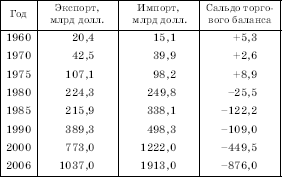 Год Экспорт, млрд долл. Импорт, млрд долл. Сальдо торго-
вого баланса
1960 20,4 15,1 +5,3
1970 42,5 39,9 +2,6
1975 107,1 98,2 +8,9
1980 224,3 249,8 –25,5
1985 215,9 338,1 –122,2
1990 389,3 498,3 –109,0
2000 773,0 1222,0 –449,5
2006 1037,0 1913,0 –876,0